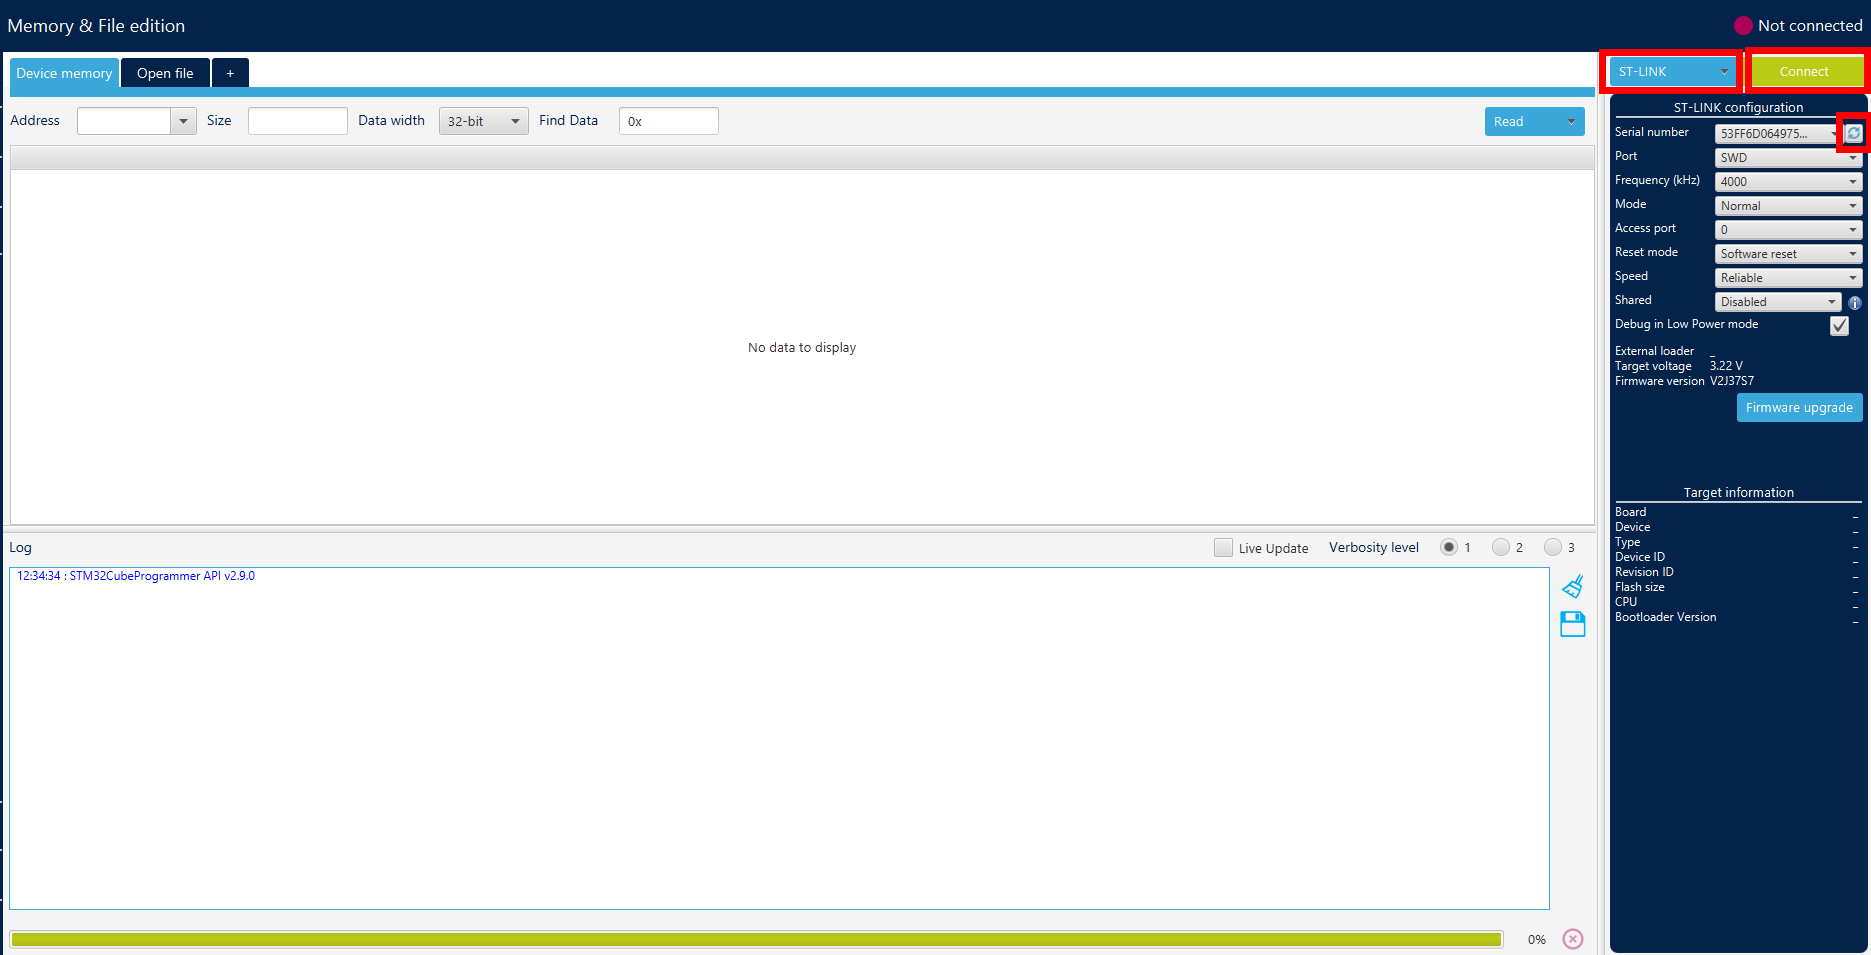 Memory & File edition
Not connected
Device memory
Open file
+
ST-LINK
Connect
Address
Size
Data width
32-bit
Find Data
0x
Read
No data to display
ST-LINK configuration
Serial number 53FF6D064975...
Port SWD
Frequency (kHz) 4000
Mode Normal
Access port 0
Reset mode Software reset
Speed Reliable
Shared Disabled
Debug in Low Power mode
External loader _
Target voltage 3.22 V
Firmware version V2J37S7
Firmware upgrade
Target information
Board _
Device _
Type _
Device ID _
Revision ID _
Flash size _
CPU _
Bootloader Version _
Log
Live Update
Verbosity level
1
2
3
12:34:34 : STM32CubeProgrammer API v2.9.0
0%